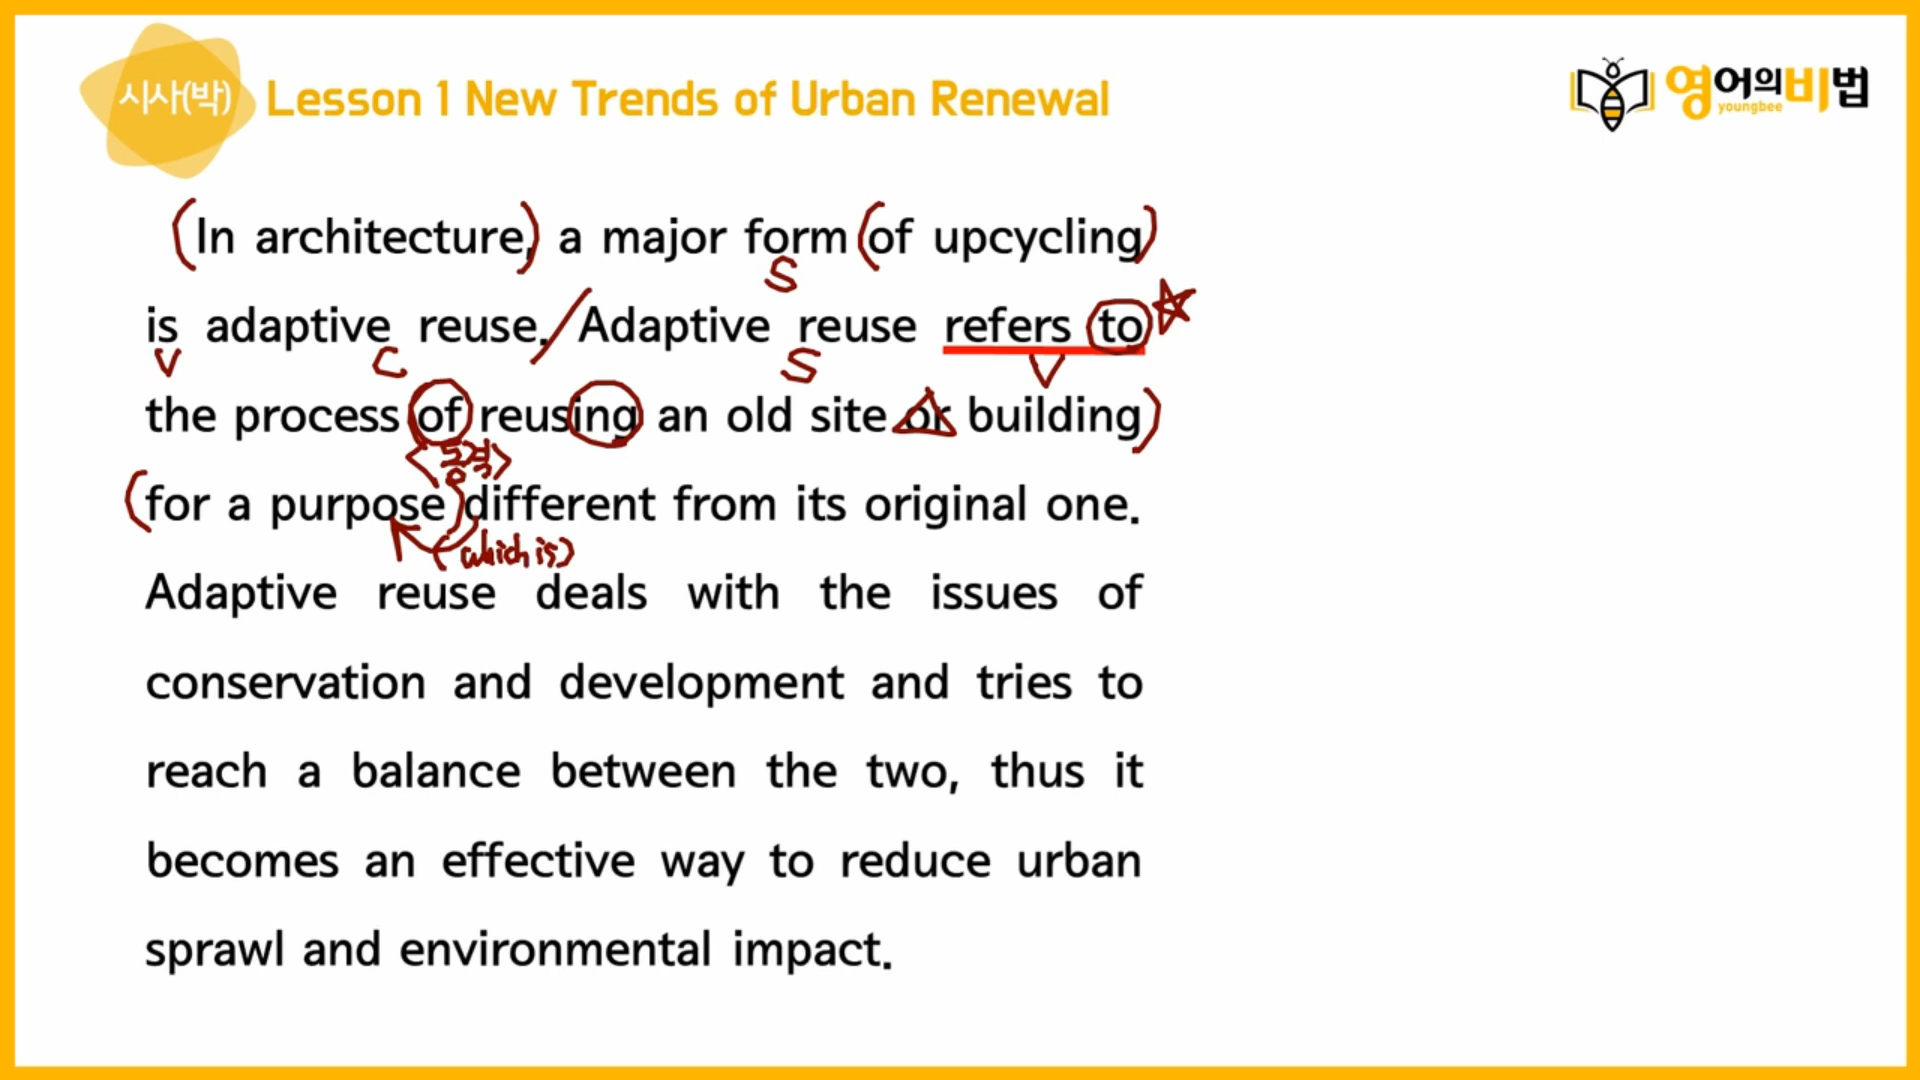 시사(박) Lesson 1 New Trends of Urban Renewal
영어의비법
youngbee
(In architecture,) a major form (of upcycling)
S
is adaptive reuse. / Adaptive reuse refers to
V C S V
the process of reusing an old site or building)
<동격>
(for a purpose) different from its original one.
(which is)
Adaptive reuse deals with the issues of
conservation and development and tries to
reach a balance between the two, thus it
becomes an effective way to reduce urban
sprawl and environmental impact.